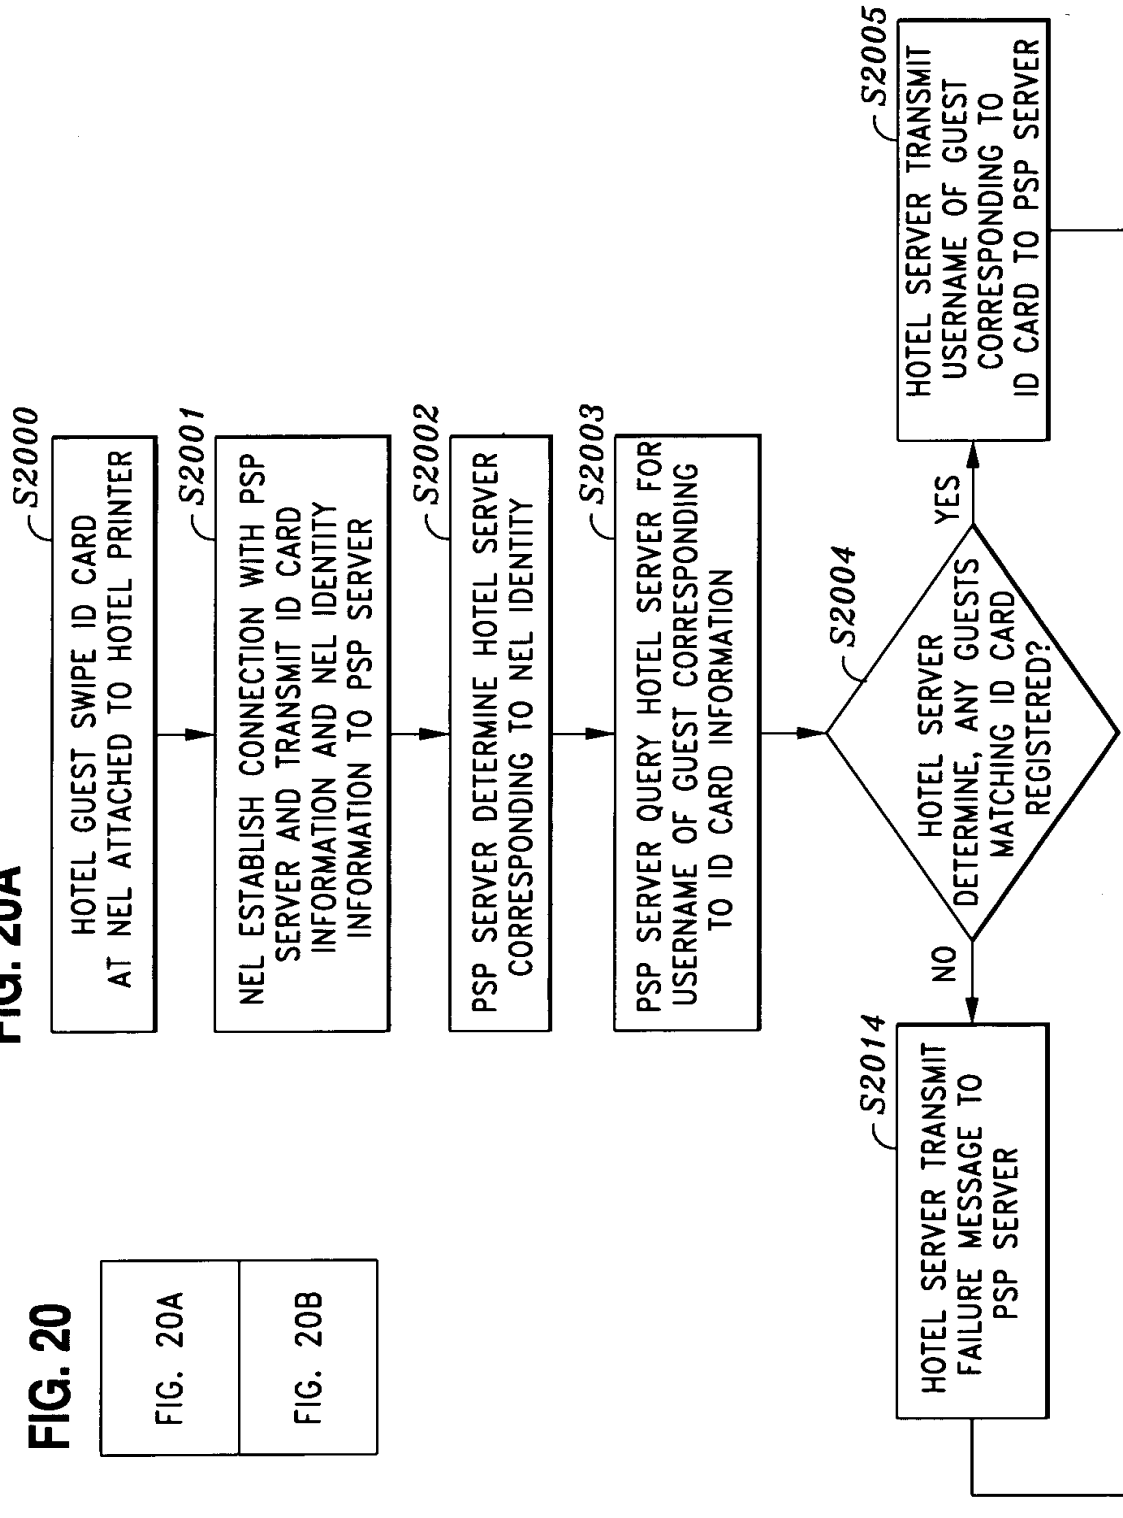 FIG. 20
FIG. 20A
FIG. 20B
FIG. 20A
S2000
HOTEL GUEST SWIPE ID CARD
AT NEL ATTACHED TO HOTEL PRINTER
S2001
NEL ESTABLISH CONNECTION WITH PSP
SERVER AND TRANSMIT ID CARD
INFORMATION AND NEL IDENTITY
INFORMATION TO PSP SERVER
S2002
PSP SERVER DETERMINE HOTEL SERVER
CORRESPONDING TO NEL IDENTITY
S2003
PSP SERVER QUERY HOTEL SERVER FOR
USERNAME OF GUEST CORRESPONDING
TO ID CARD INFORMATION
S2004
HOTEL SERVER
DETERMINE, ANY GUESTS
MATCHING ID CARD
REGISTERED?
NO
YES
S2014
HOTEL SERVER TRANSMIT
FAILURE MESSAGE TO
PSP SERVER
S2005
HOTEL SERVER TRANSMIT
USERNAME OF GUEST
CORRESPONDING TO
ID CARD TO PSP SERVER